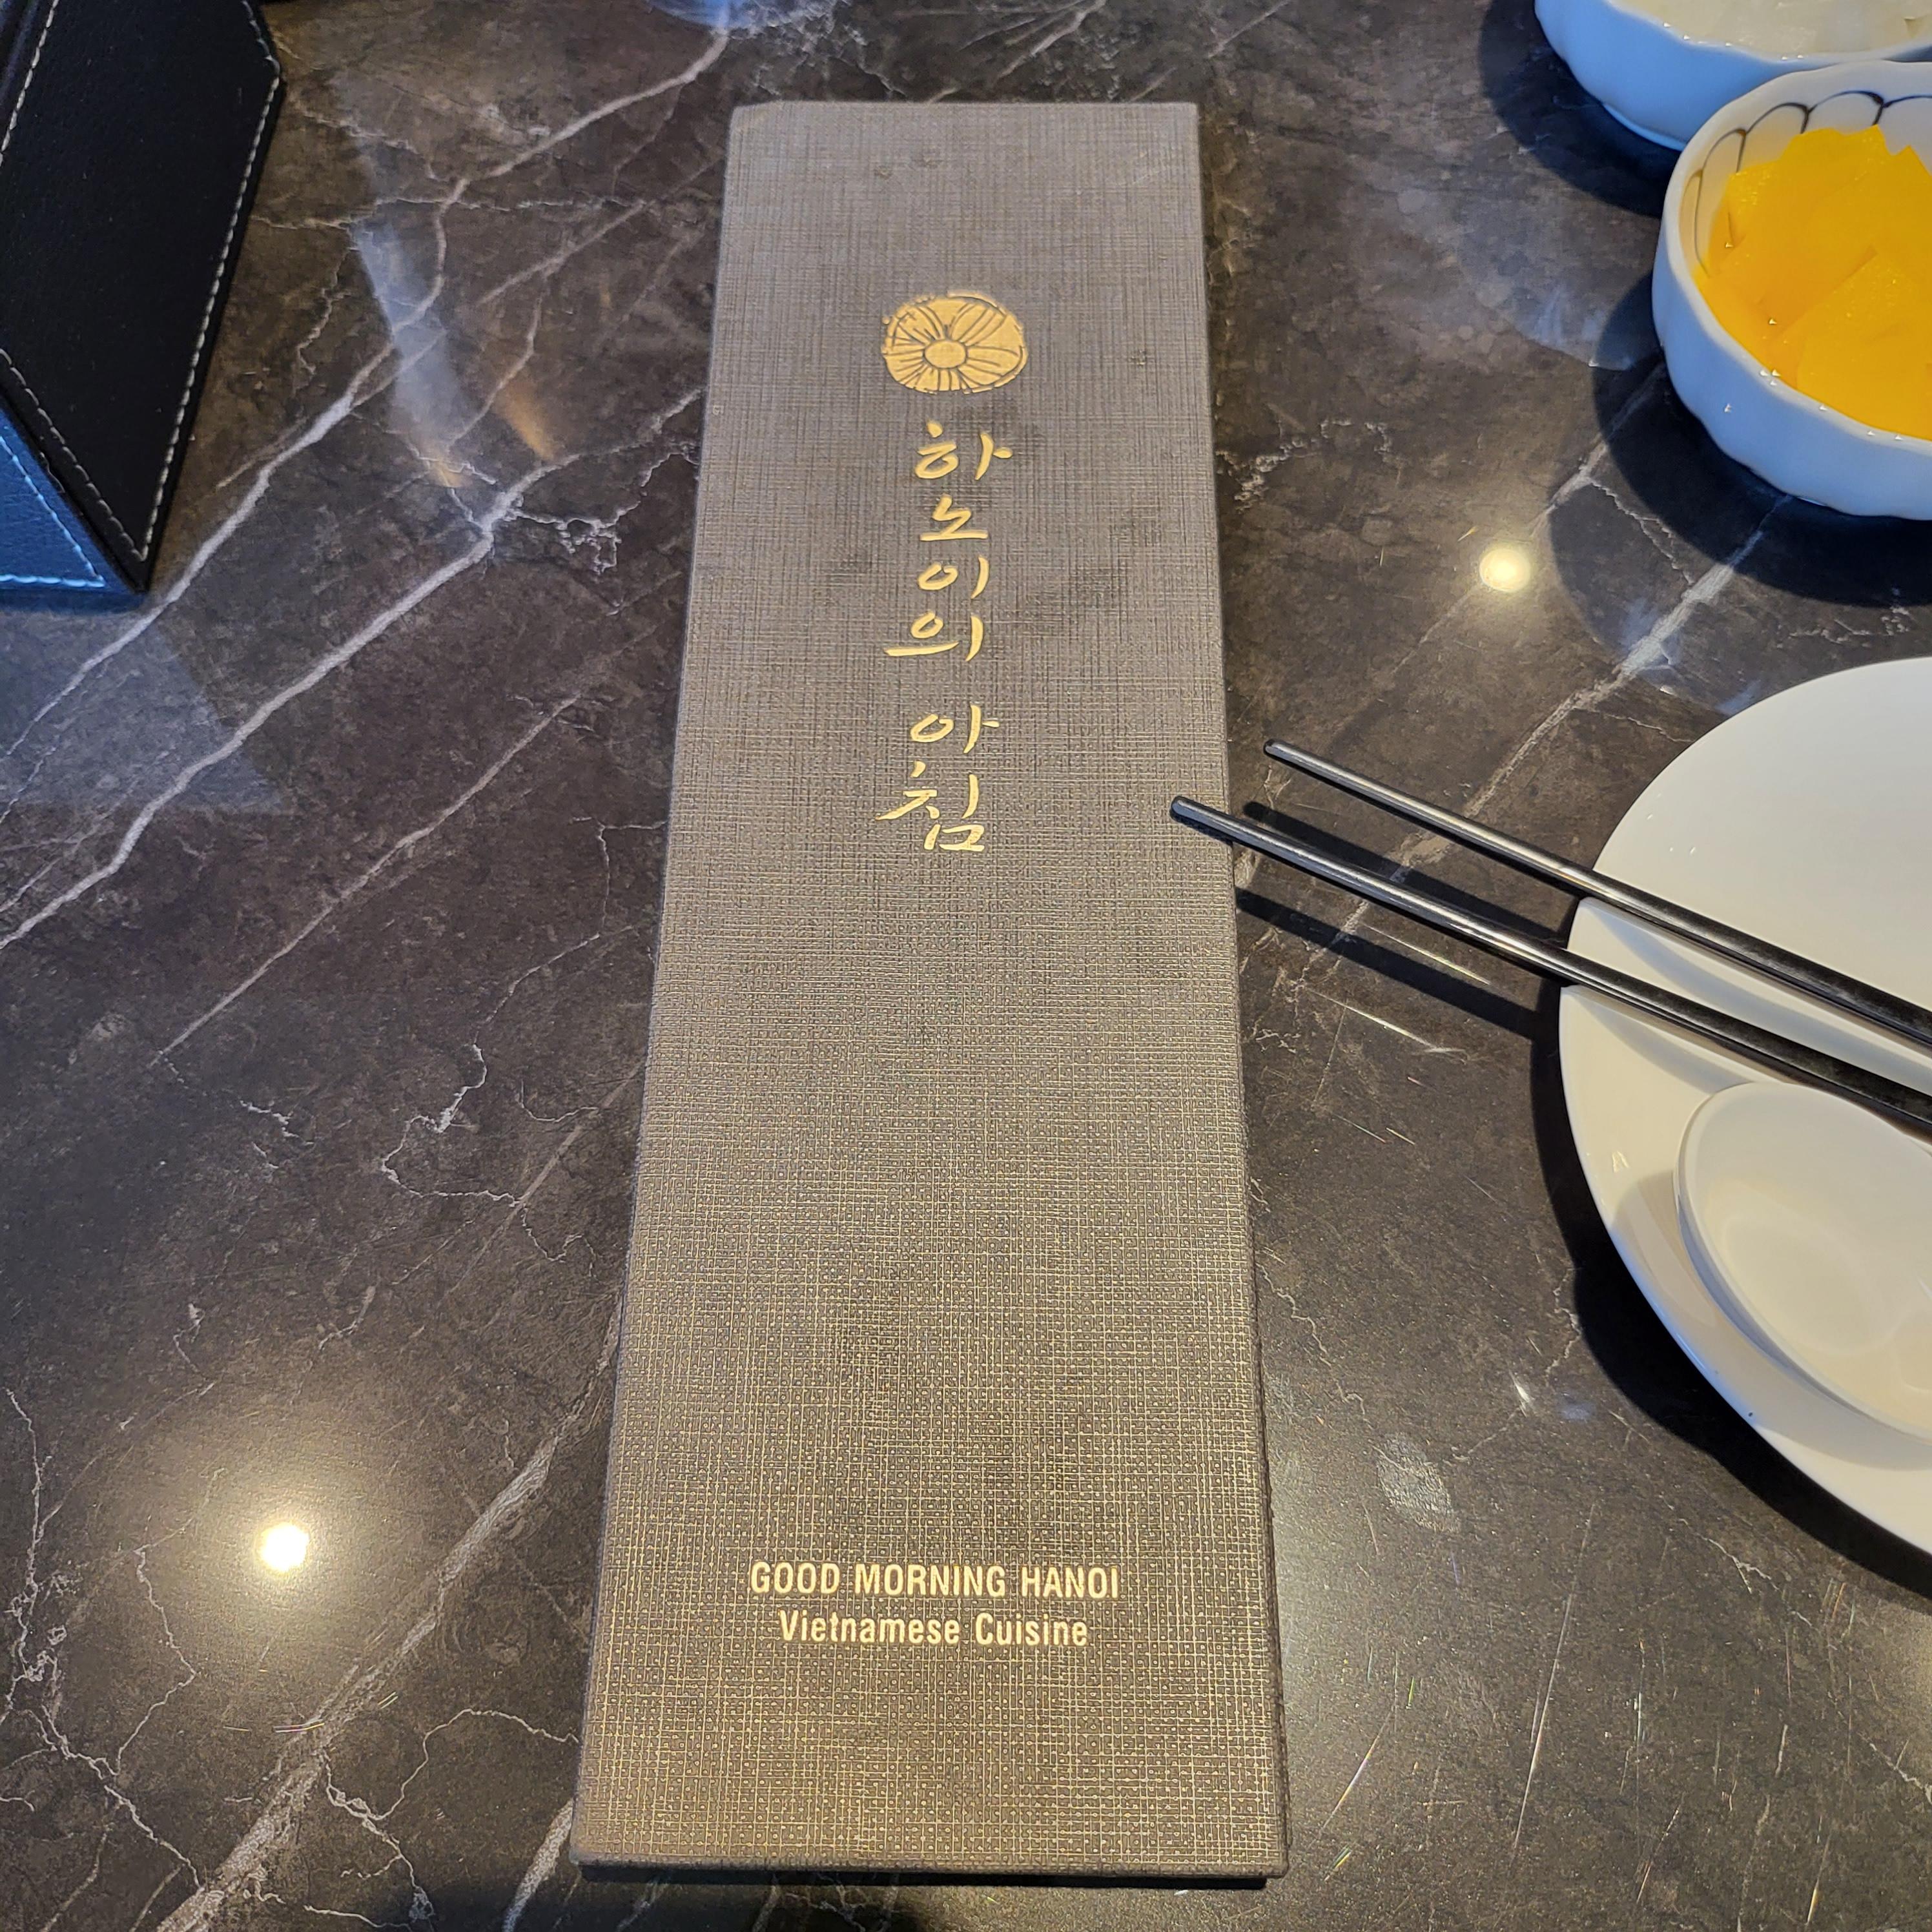 하노이의 아침
GOOD MORNING HANOI
Vietnamese Cuisine